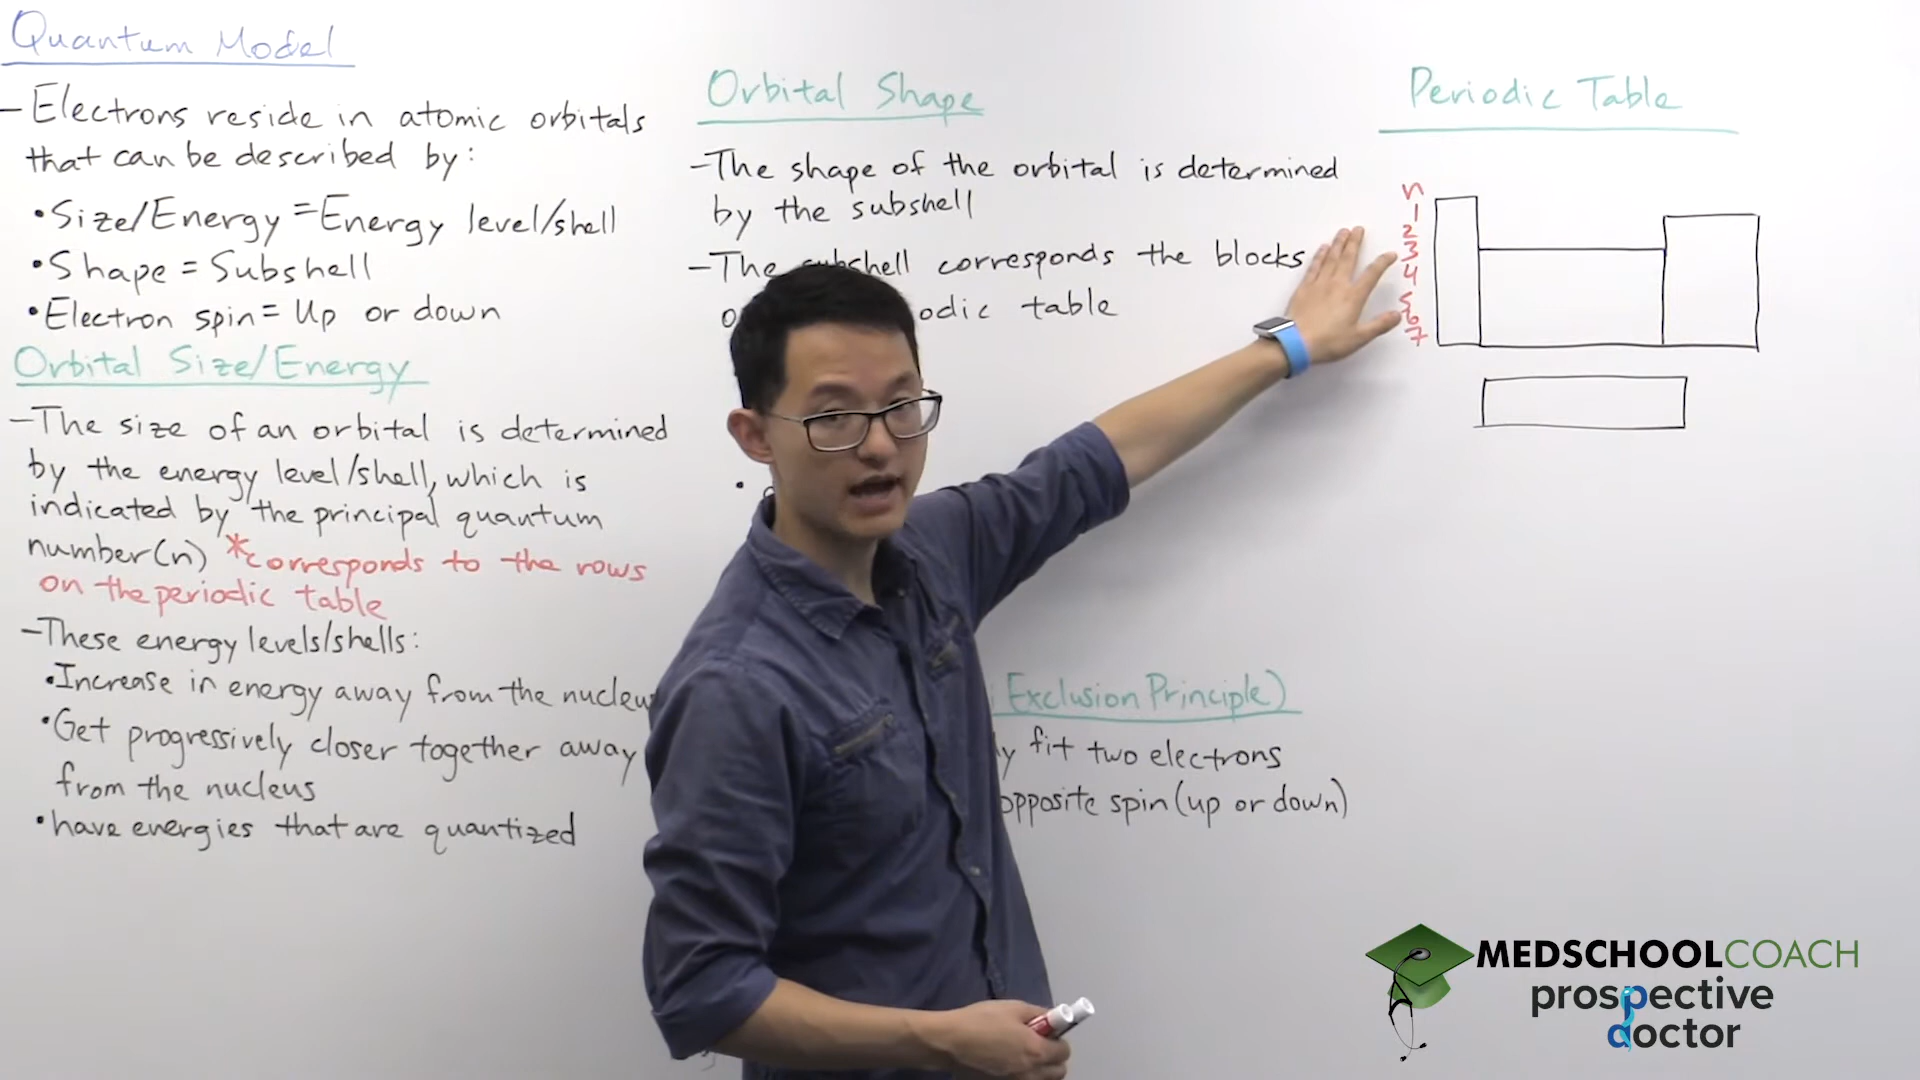 Quantum Model
- Electrons reside in atomic orbitals
that can be described by:
• Size/Energy = Energy level/shell
• Shape = Subshell
• Electron spin = Up or down
Orbital Size/Energy
- The size of an orbital is determined
by the energy level/shell, which is
indicated by the principal quantum
number (n) *corresponds to the rows
on the periodic table
- These energy levels/shells:
• Increase in energy away from the
• Get progressively closer together away
from the nucleus
• have energies that are quantized
Orbital Shape
- The shape of the orbital is determined
by the subshell
- The subshell corresponds the blocks
table
Exclusion Principle)
fit two electrons
opposite spin (up or down)
Periodic Table
n
1
2
3
4
5
6
7
MEDSCHOOLCOACH
prospective
doctor